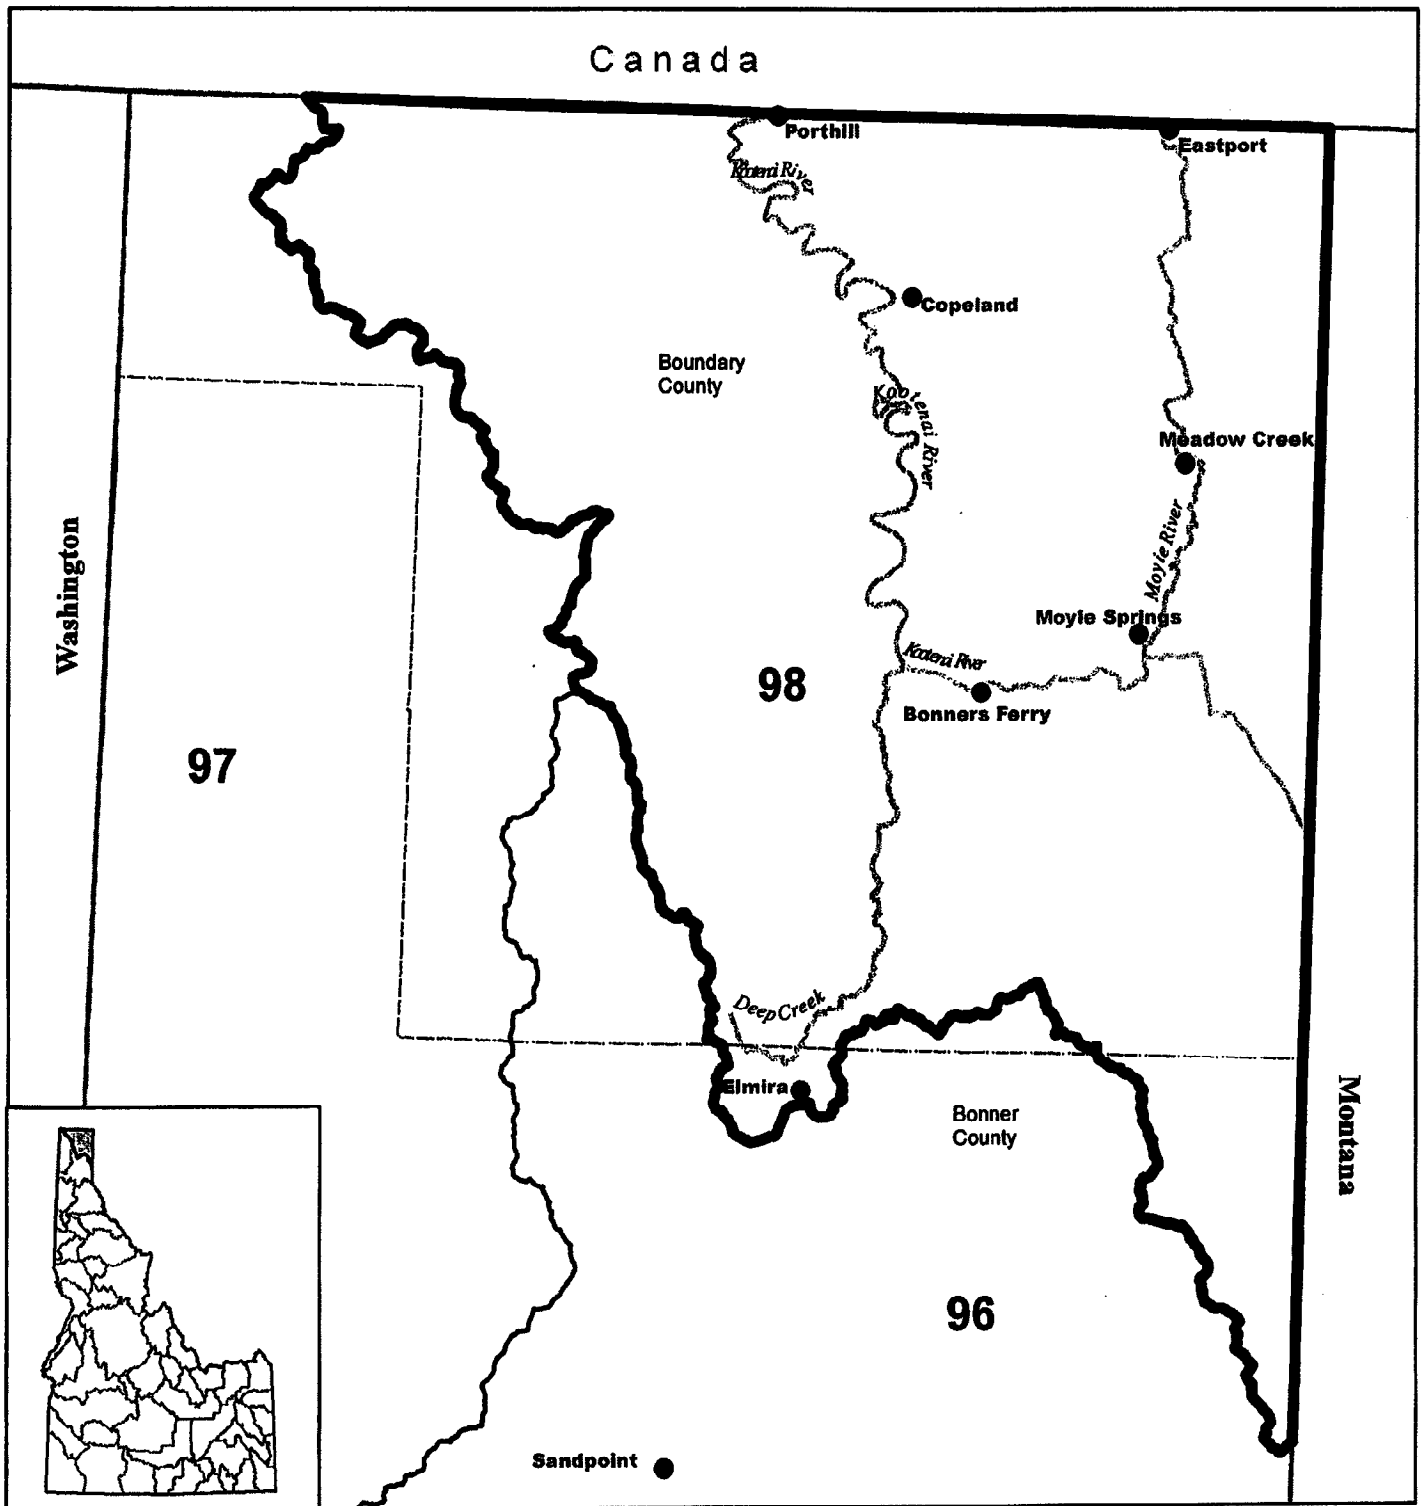 Canada
Porthill
Eastport
Kootenai River
Copeland
Boundary
County
Kootenai River
Meadow Creek
Washington
Moyie River
Moyie Springs
Kootenai River
98
Bonners Ferry
97
Deep Creek
Elmira
Bonner
County
Montana
96
Sandpoint